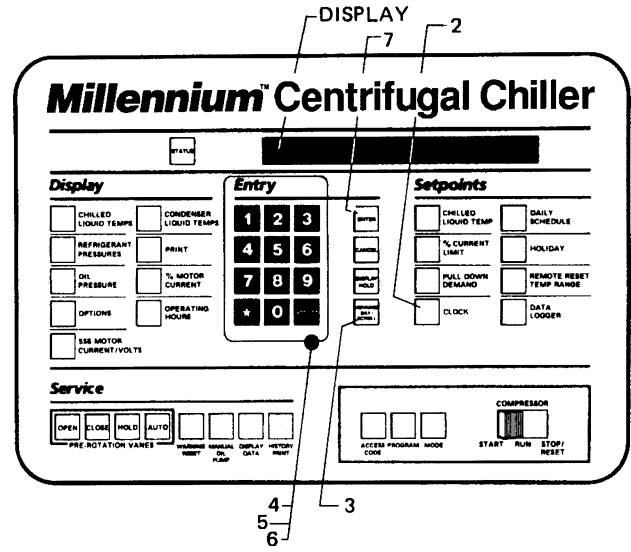 DISPLAY
7
2
Millennium™ Centrifugal Chiller
STATUS
Display
CHILLED
LIQUID TEMPS
CONDENSER
LIQUID TEMPS
REFRIGERANT
PRESSURES
PRINT
OIL
PRESSURE
% MOTOR
CURRENT
OPTIONS
OPERATING
HOURS
SSS MOTOR
CURRENT/VOLTS
Entry
1 2 3
4 5 6
7 8 9
* 0
ENTER
CANCEL
DISPLAY
HOLD
ADVANCE
DAY
SCROLL
Setpoints
CHILLED
LIQUID TEMP
DAILY
SCHEDULE
% CURRENT
LIMIT
HOLIDAY
PULL DOWN
DEMAND
REMOTE RESET
TEMP RANGE
CLOCK
DATA
LOGGER
Service
OPEN CLOSE HOLD AUTO
PRE-ROTATION VANES
WARNING
RESET
MANUAL
OIL
PUMP
DISPLAY
DATA
HISTORY
PRINT
ACCESS
CODE
PROGRAM
MODE
COMPRESSOR
START RUN STOP/
RESET
4
5
6
3